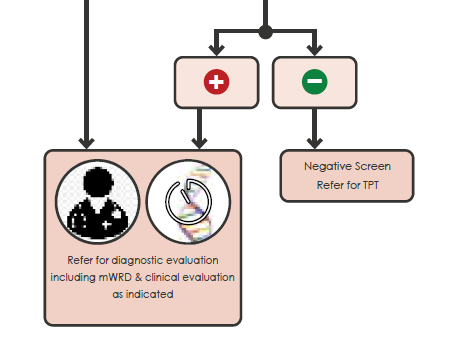 Negative Screen
Refer for TPT
Refer for diagnostic evaluation
including mWRD & clinical evaluation
as indicated